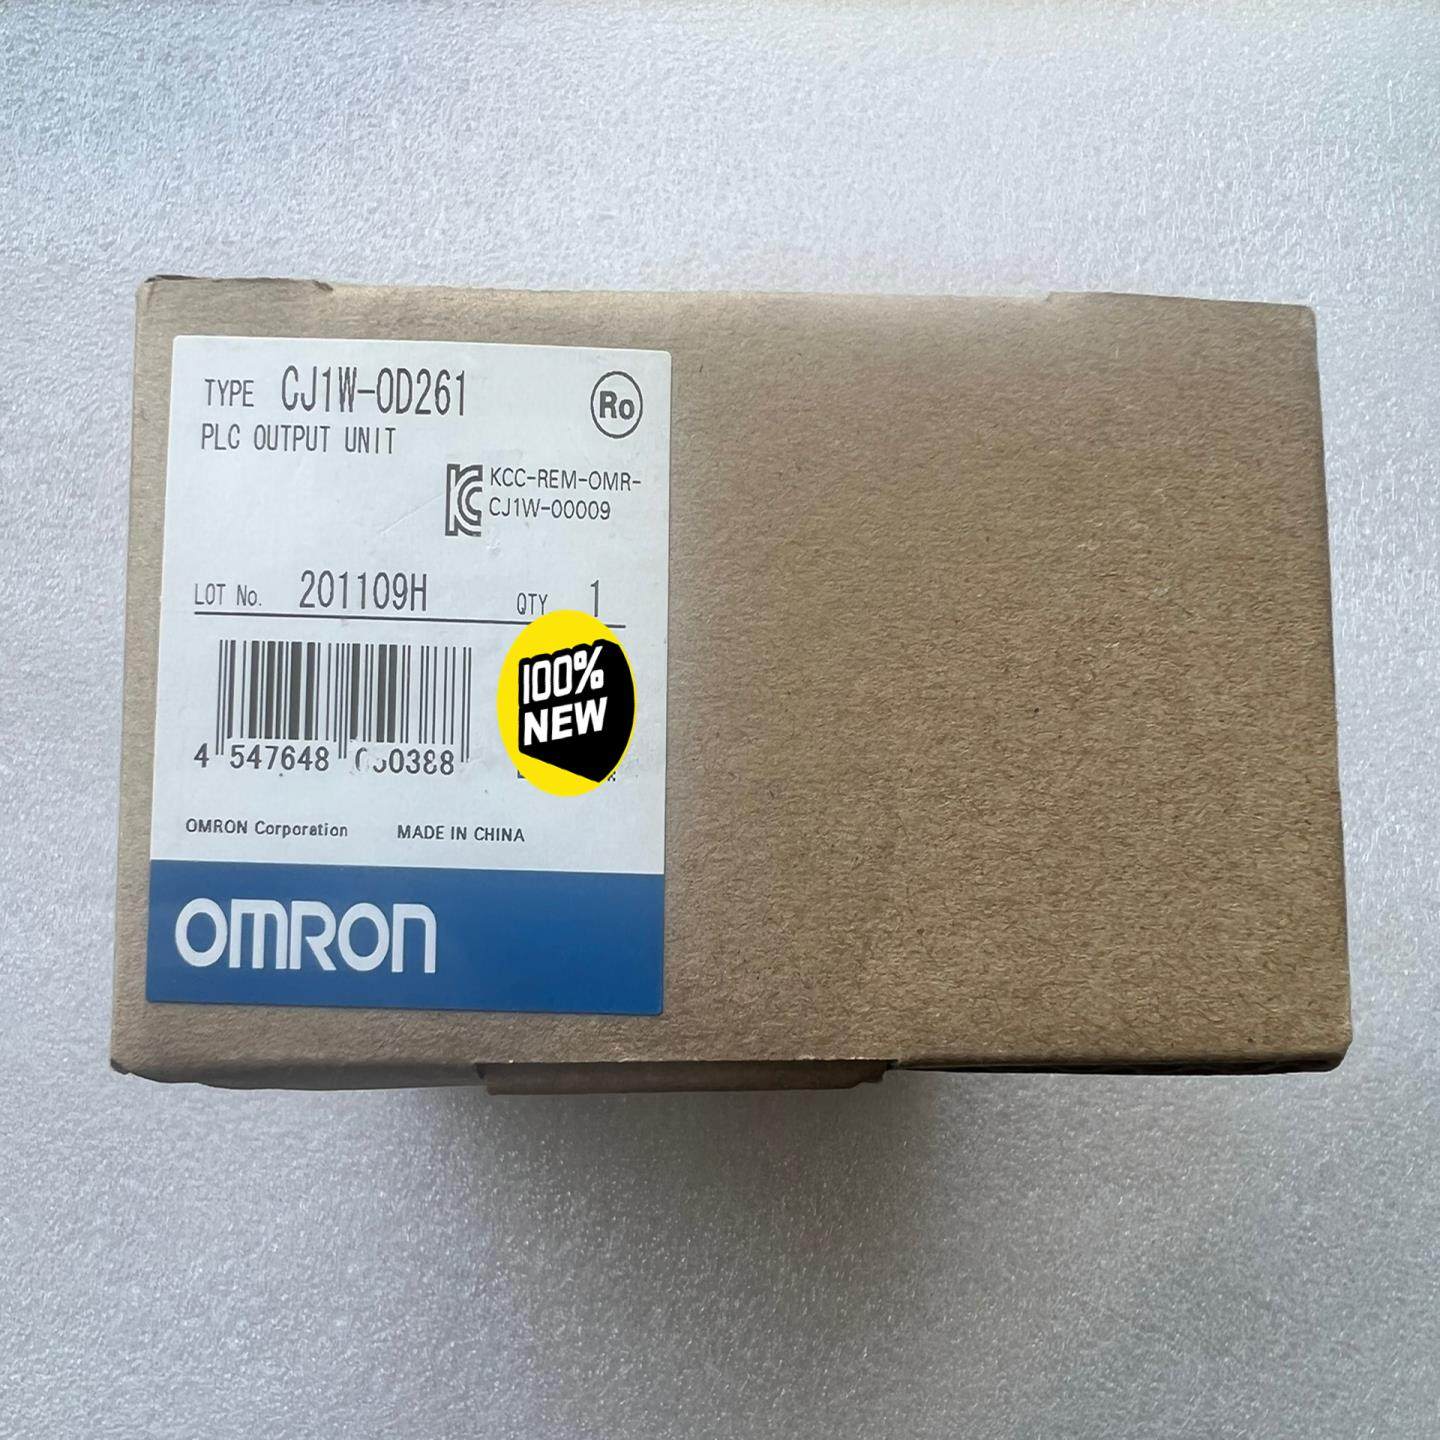 TYPE CJ1W-OD261
Ro
PLC OUTPUT UNIT
KCC-REM-OMR-
CJ1W-00009
LOT No. 201109H QTY 1
100%
NEW
4 547648
OMRON Corporation MADE IN CHINA
OMRON